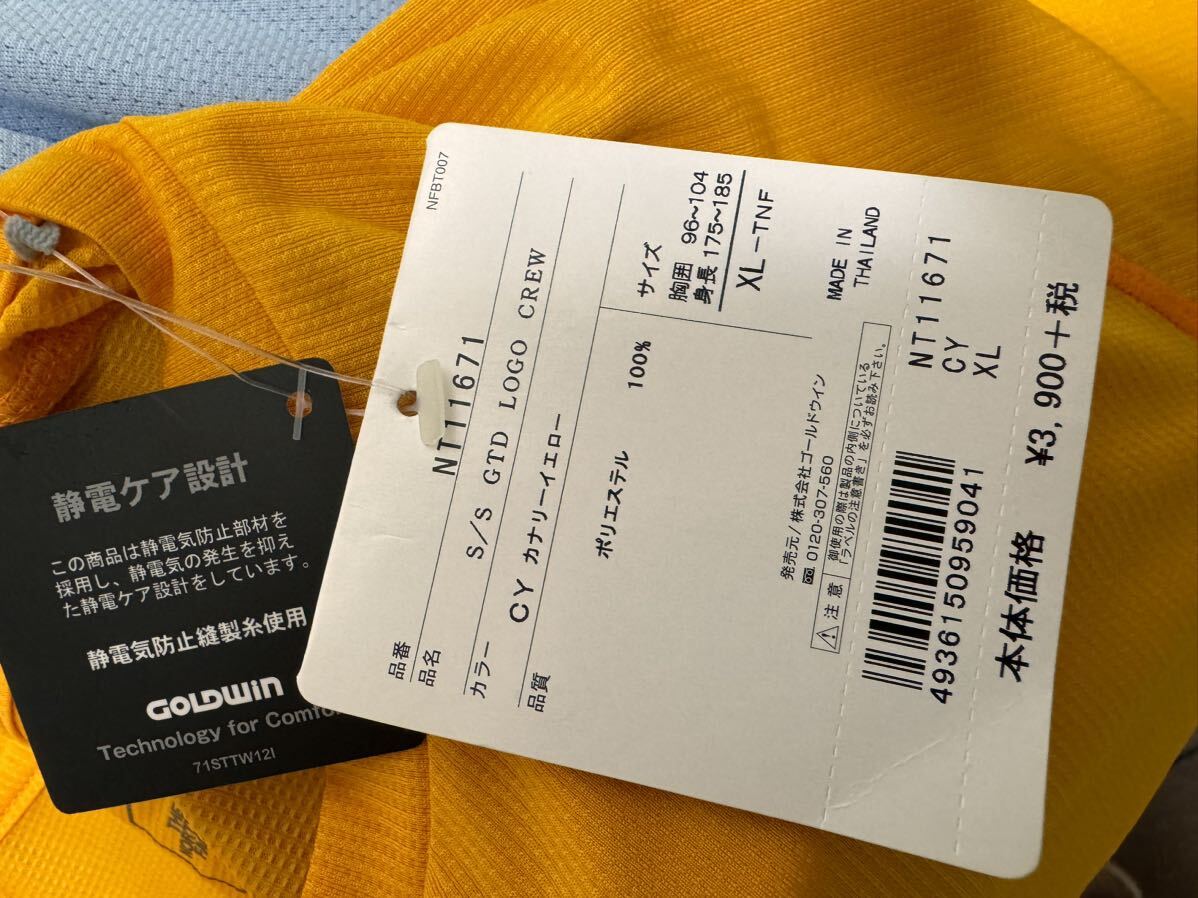 NFBT007
品番
NT11671
品名
S/S GTD LOGO CREW
カラー
CY カナリーイエロー
品質
ポリエステル 100%
サイズ
胸囲 96~104
身長 175~185
XL-TNF
MADE IN
THAILAND
発売元/株式会社ゴールドウイン
0120-307-560
注意
御使用の際は製品の内側についている
「ラベルの注意書き」を必ずお読み下さい。
NT11671
CY
XL
4936150959041
本体価格 ¥3,900+税
静電ケア設計
この商品は静電気防止部材を
採用し、静電気の発生を抑え
た静電ケア設計をしています。
静電気防止縫製糸使用
GOLDWIN
Technology for Comfo
71STTW12I